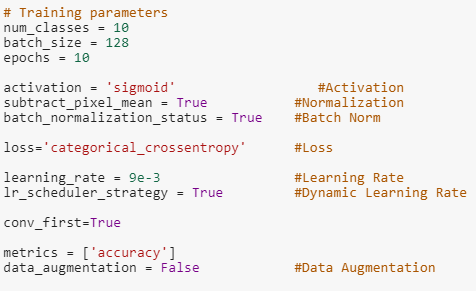 # Training parameters
num_classes = 10
batch_size = 128
epochs = 10
activation = 'sigmoid' #Activation
subtract_pixel_mean = True #Normalization
batch_normalization_status = True #Batch Norm
loss='categorical_crossentropy' #Loss
learning_rate = 9e-3 #Learning Rate
lr_scheduler_strategy = True #Dynamic Learning Rate
conv_first=True
metrics = ['accuracy']
data_augmentation = False #Data Augmentation